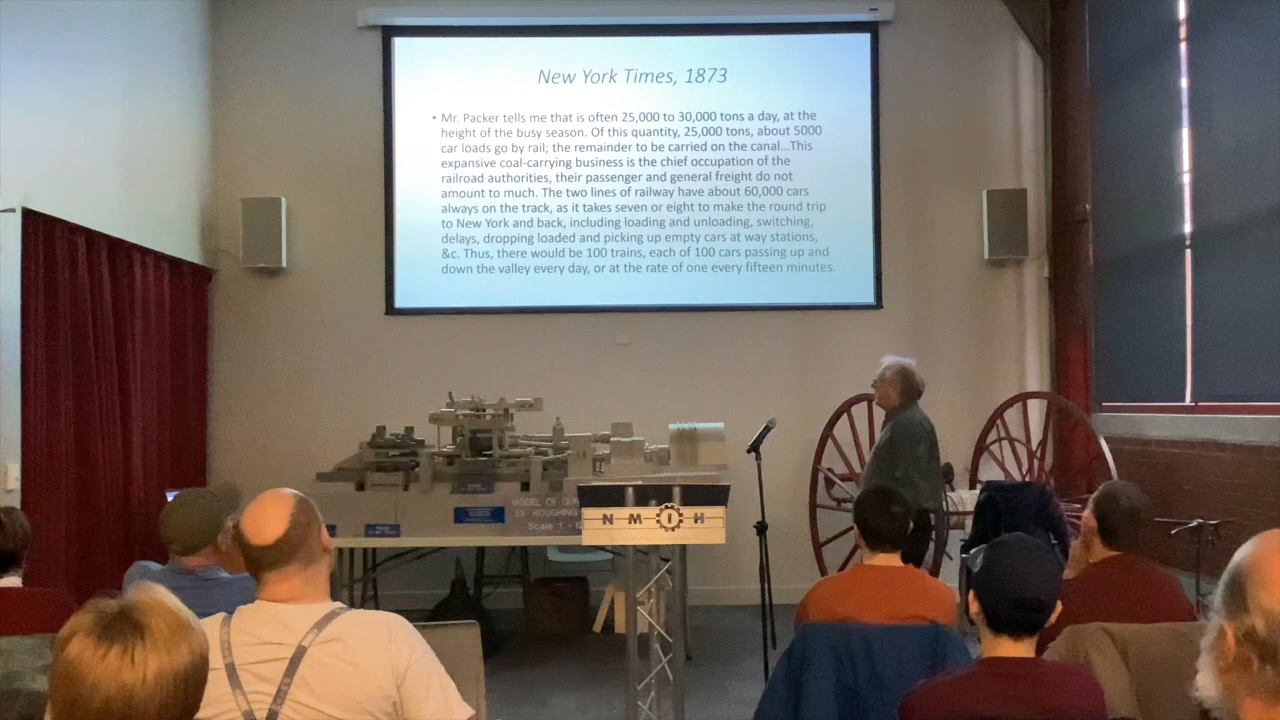 New York Times, 1873
• Mr. Packer tells me that is often 25,000 to 30,000 tons a day, at the
height of the busy season. Of this quantity, 25,000 tons, about 5000
car loads go by rail; the remainder to be carried on the canal...This
expansive coal-carrying business is the chief occupation of the
railroad authorities, their passenger and general freight do not
amount to much. The two lines of railway have about 60,000 cars
always on the track, as it takes seven or eight to make the round trip
to New York and back, including loading and unloading, switching,
delays, dropping loaded and picking up empty cars at way stations,
&c. Thus, there would be 100 trains, each of 100 cars passing up and
down the valley every day, or at the rate of one every fifteen minutes.
MODEL OF
ROUGHING
Scale 1
NMIH